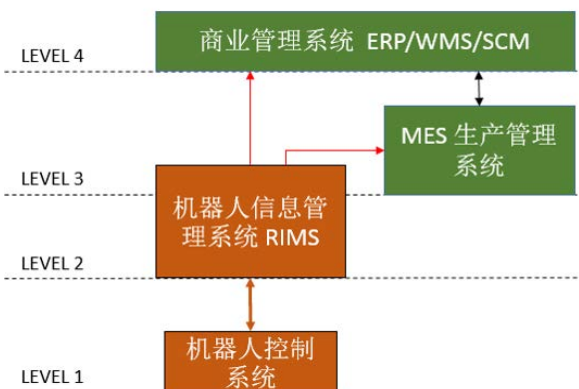 商业管理系统 ERP/WMS/SCM
LEVEL 4
MES 生产管理
系统
LEVEL 3
机器人信息管
理系统 RIMS
LEVEL 2
机器人控制
系统
LEVEL 1